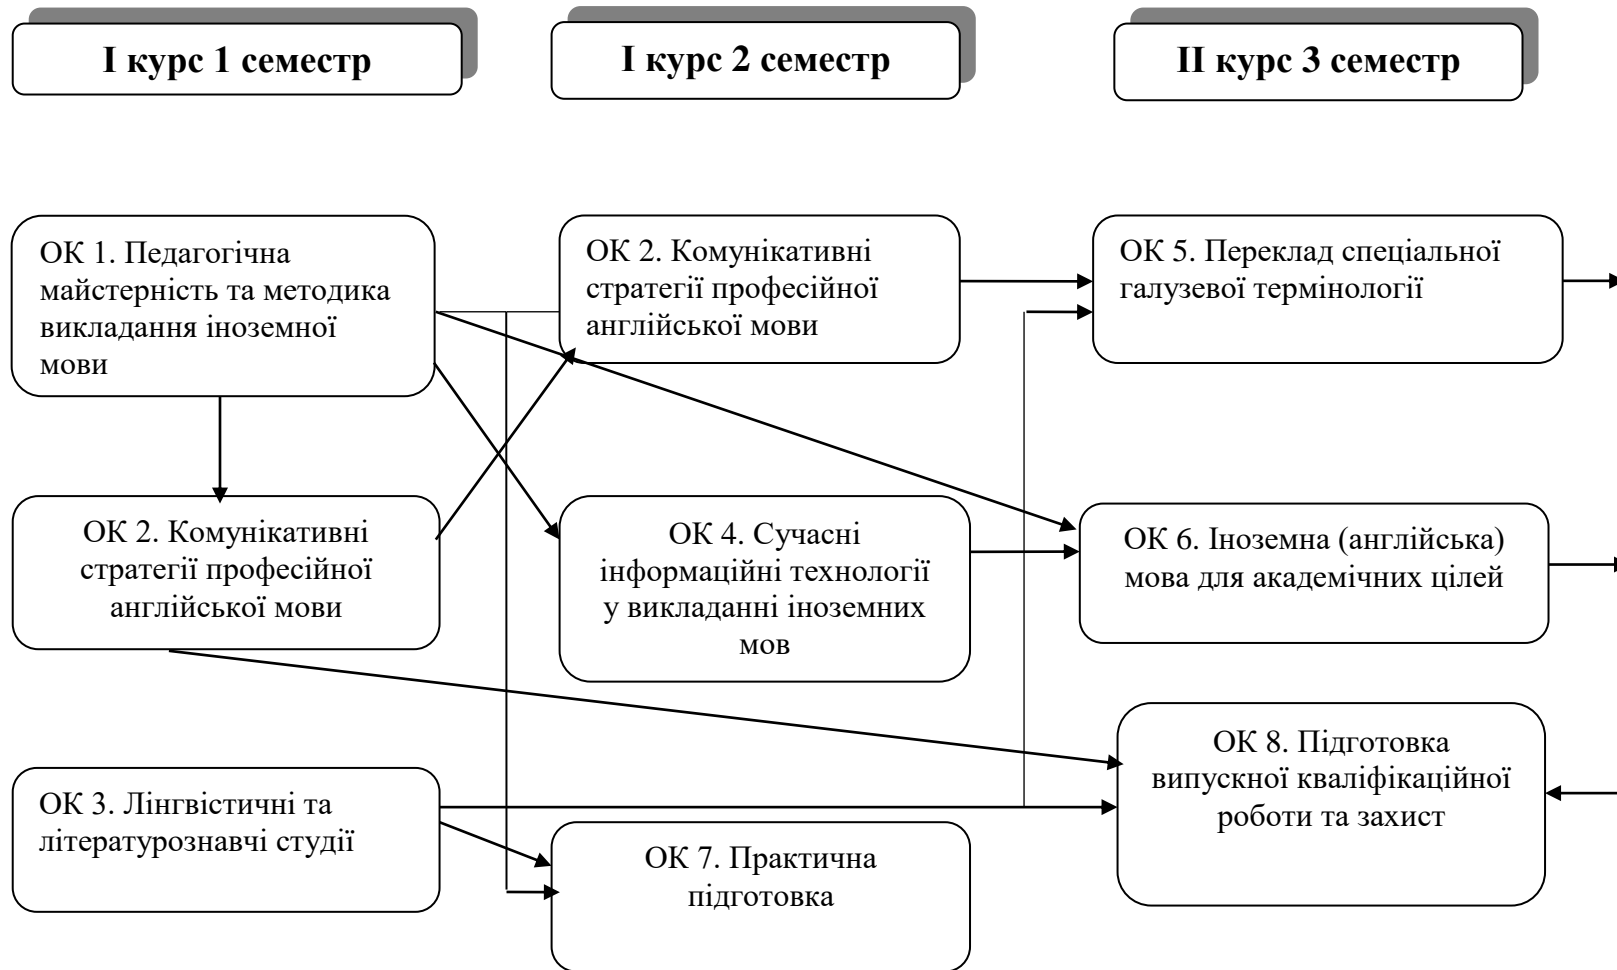 І курс 1 семестр
І курс 2 семестр
ІІ курс 3 семестр
ОК 1. Педагогічна
майстерність та методика
викладання іноземної
мови
ОК 2. Комунікативні
стратегії професійної
англійської мови
ОК 5. Переклад спеціальної
галузевої термінології
ОК 2. Комунікативні
стратегії професійної
англійської мови
ОК 4. Сучасні
інформаційні технології
у викладанні іноземних
мов
ОК 6. Іноземна (англійська)
мова для академічних цілей
ОК 3. Лінгвістичні та
літературознавчі студії
ОК 7. Практична
підготовка
ОК 8. Підготовка
випускної кваліфікаційної
роботи та захист